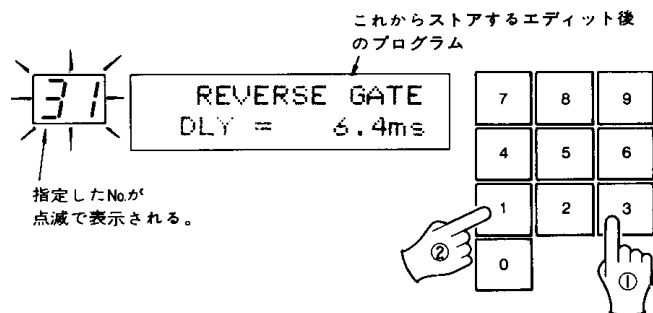 これからストアするエディット後
のプログラム
31
REVERSE GATE
DLY = 6.4ms
指定したNo.が
点滅で表示される。
7 8 9
4 5 6
1 2 3
0
②
①